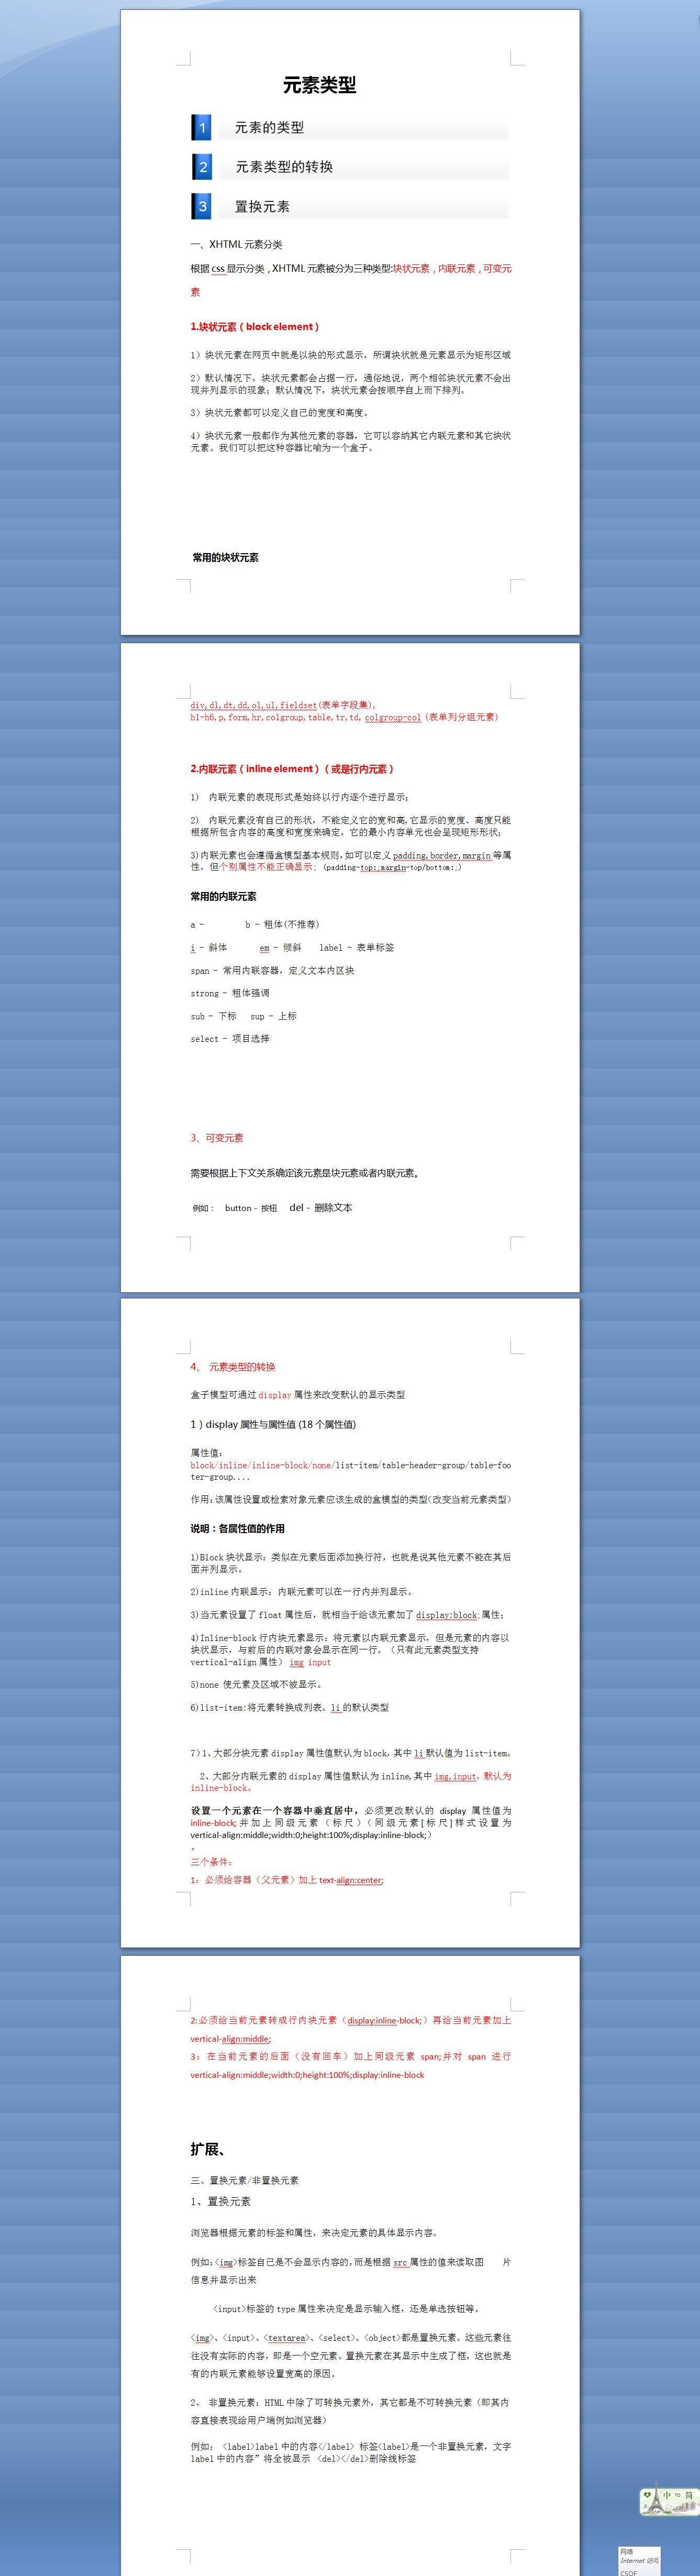 元素类型
1 元素的类型
2 元素类型的转换
3 置换元素
一、XHTML 元素分类
根据 css 显示分类，XHTML 元素被分为三种类型:块状元素，内联元素，可变元
素
1.块状元素（block element）
1）块状元素在网页中就是以块的形式显示，所谓块状就是元素显示为矩形区域
2）默认情况下，块状元素都会占据一行，通俗地说，两个相邻块状元素不会出
现并列显示的现象；默认情况下，块状元素会按顺序自上而下排列。
3）块状元素都可以定义自己的宽度和高度。
4）块状元素一般都作为其他元素的容器，它可以容纳其它内联元素和其它块状
元素。我们可以把这种容器比喻为一个盒子。
常用的块状元素
div,dl,dt,dd,ol,ul,fieldset(表单字段集)，
h1-h6,p,form,hr,colgroup,table,tr,td, colgroup-col (表单列分组元素)
2.内联元素（inline element）（或是行内元素）
1) 内联元素的表现形式是始终以行内逐个进行显示；
2) 内联元素没有自己的形状，不能定义它的宽和高,它显示的宽度、高度只能
根据所包含内容的高度和宽度来确定，它的最小内容单元也会呈现矩形形状；
3)内联元素也会遵循盒模型基本规则,如可以定义 padding,border,margin 等属
性，但个别属性不能正确显示；（padding-top:;margin-top/bottom:;）
常用的内联元素
a – b - 粗体(不推荐)
i - 斜体 em - 倾斜 label - 表单标签
span - 常用内联容器，定义文本内区块
strong - 粗体强调
sub - 下标 sup - 上标
select - 项目选择
3、可变元素
需要根据上下文关系确定该元素是块元素或者内联元素。
例如： button - 按钮 del - 删除文本
4、 元素类型的转换
盒子模型可通过 display 属性来改变默认的显示类型
1）display 属性与属性值 (18 个属性值)
属性值：
block/inline/inline-block/none/list-item/table-header-group/table-foo
ter-group....
作用：该属性设置或检索对象元素应该生成的盒模型的类型(改变当前元素类型)
说明：各属性值的作用
1)Block 块状显示：类似在元素后面添加换行符，也就是说其他元素不能在其后
面并列显示。
2)inline 内联显示：内联元素可以在一行内并列显示。
3)当元素设置了 float 属性后，就相当于给该元素加了 display:block;属性；
4)Inline-block 行内块元素显示：将元素以内联元素显示，但是元素的内容以
块状显示，与前后的内联对象会显示在同一行。（只有此元素类型支持
vertical-align 属性） img input
5)none 使元素及区域不被显示。
6)list-item:将元素转换成列表。li 的默认类型
7）1、大部分块元素 display 属性值默认为 block，其中 li 默认值为 list-item。
2、大部分内联元素的 display 属性值默认为 inline,其中 img,input，默认为
inline-block。
设置一个元素在一个容器中垂直居中，必须更改默认的 display 属性值为
inline-block;并加上同级元素（标尺）（同级元素[标尺]样式设置为
vertical-align:middle;width:0;height:100%;display:inline-block;）
。
三个条件：
1：必须给容器（父元素）加上 text-align:center;
2:必须给当前元素转成行内块元素（display:inline-block;）再给当前元素加上
vertical-align:middle;
3：在当前元素的后面（没有回车）加上同级元素 span;并对 span 进行
vertical-align:middle;width:0;height:100%;display:inline-block
扩展、
三、置换元素/非置换元素
1、置换元素
浏览器根据元素的标签和属性，来决定元素的具体显示内容。
例如:<img>标签自己是不会显示内容的,而是根据 src 属性的值来读取图 片
信息并显示出来
<input>标签的 type 属性来决定是显示输入框，还是单选按钮等。
<img>、<input>、<textarea>、<select>、<object>都是置换元素。这些元素往
往没有实际的内容，即是一个空元素。置换元素在其显示中生成了框，这也就是
有的内联元素能够设置宽高的原因。
2、 非置换元素：HTML 中除了可转换元素外，其它都是不可转换元素（即其内
容直接表现给用户端例如浏览器）
例如： <label>label 中的内容</label> 标签<label>是一个非置换元素，文字
label 中的内容”将全被显示 <del></del>删除线标签
中 简
网络
Internet 访问
CSOF